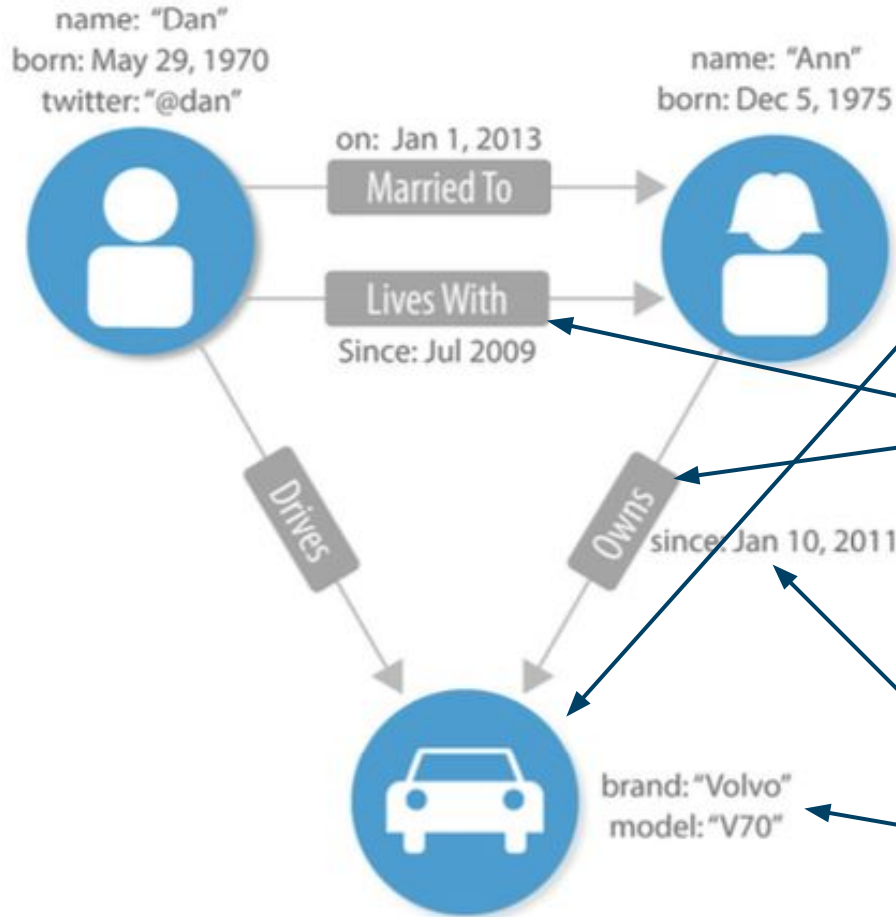 name: "Dan"
born: May 29, 1970
twitter: "@dan"
name: "Ann"
born: Dec 5, 1975
on: Jan 1, 2013
Married To
Lives With
Since: Jul 2009
Drives
Owns
since: Jan 10, 2011
brand: "Volvo"
model: "V70"